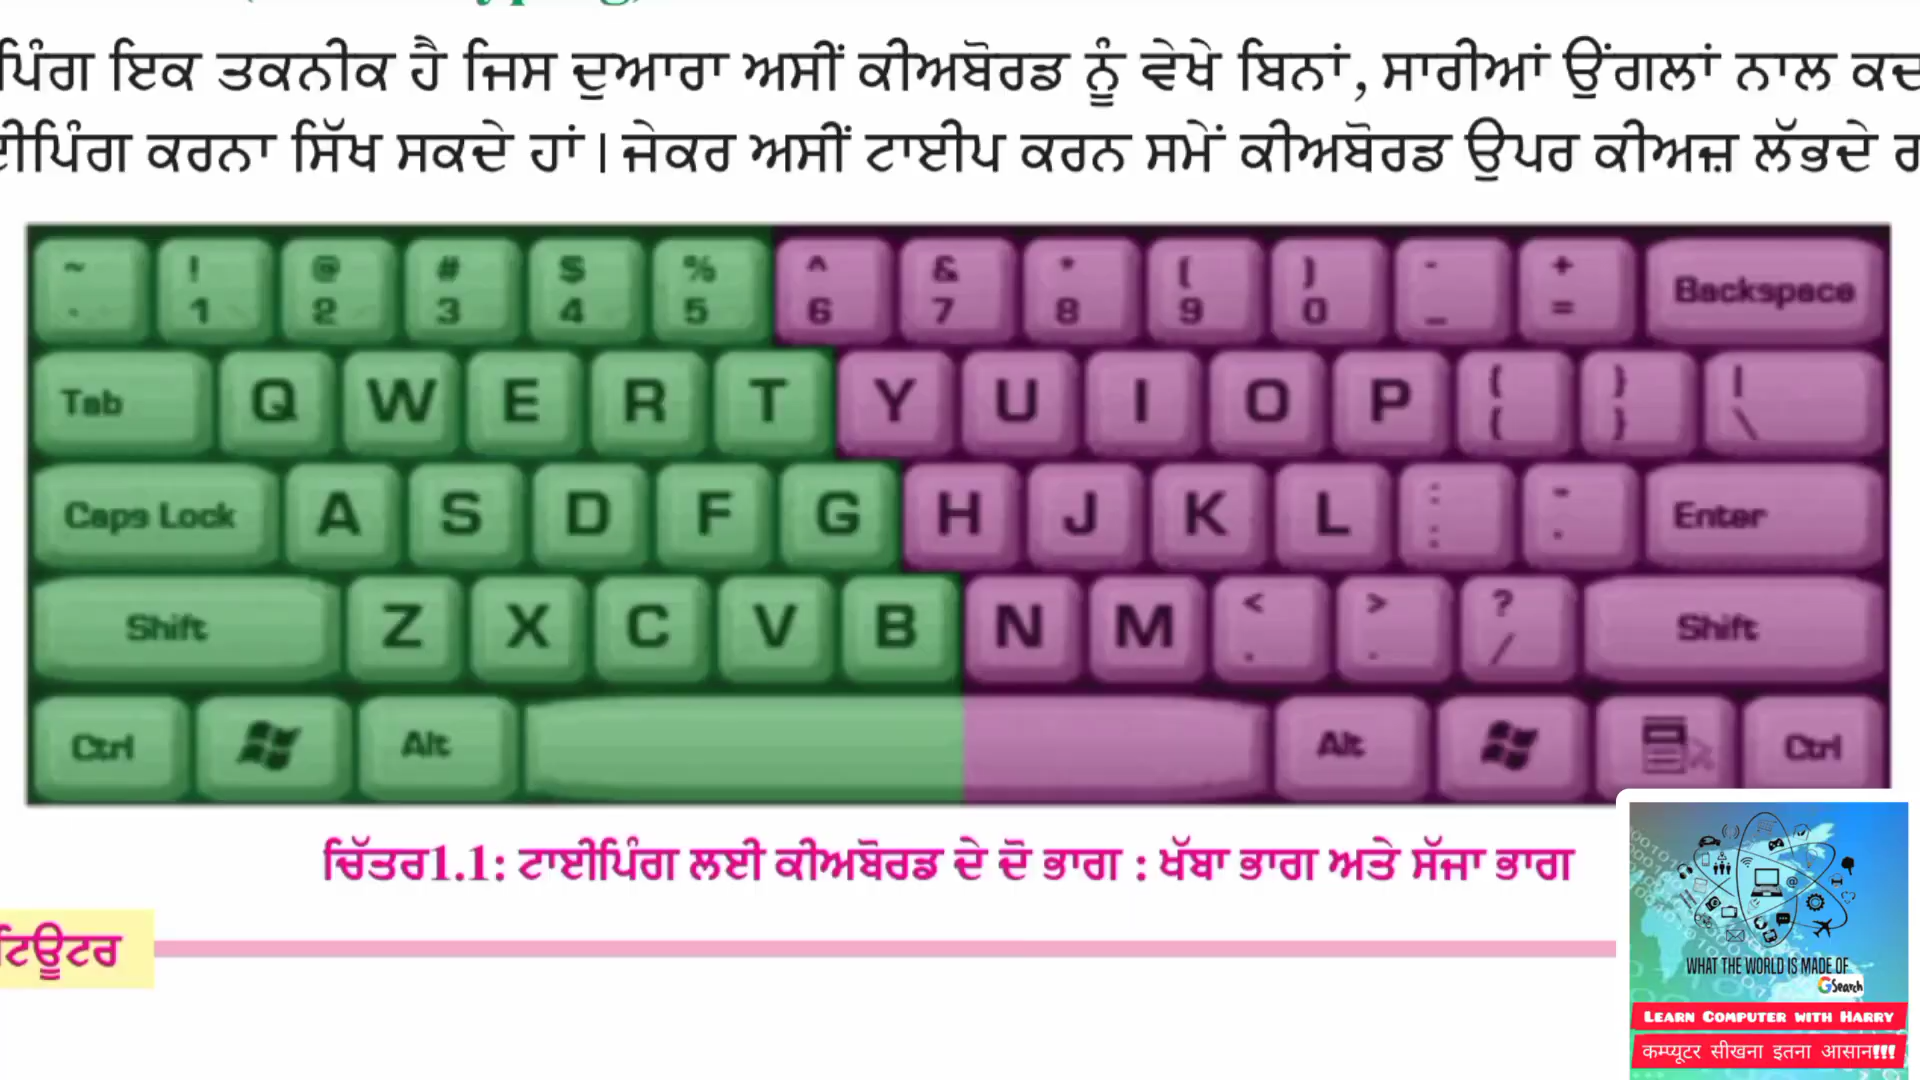 ਪਿੰਗ ਇਕ ਤਕਨੀਕ ਹੈ ਜਿਸ ਦੁਆਰਾ ਅਸੀਂ ਕੀਅਬੋਰਡ ਨੂੰ ਵੇਖੇ ਬਿਨਾਂ, ਸਾਰੀਆਂ ਉਂਗਲਾਂ ਨਾਲ
ਈਪਿੰਗ ਕਰਨਾ ਸਿੱਖ ਸਕਦੇ ਹਾਂ। ਜੇਕਰ ਅਸੀਂ ਟਾਈਪ ਕਰਨ ਸਮੇਂ ਕੀਅਬੋਰਡ ਉਪਰ ਕੀਅਜ਼ ਲੱਭਦੇ
~ ! @ # $ % ^ & * ( ) - +
. 1 2 3 4 5 6 7 8 9 0 _ = Backspace
Tab Q W E R T Y U I O P { } |
( ) \
Caps Lock A S D F G H J K L : Enter
Shift Z X C V B N M < > ? / Shift
Ctrl Alt Alt Ctrl
ਚਿੱਤਰ1.1: ਟਾਈਪਿੰਗ ਲਈ ਕੀਅਬੋਰਡ ਦੇ ਦੋ ਭਾਗ : ਖੱਬਾ ਭਾਗ ਅਤੇ ਸੱਜਾ ਭਾਗ
ਟਿਊਟਰ
WHAT THE WORLD IS MADE OF
GSearch
LEARN COMPUTER WITH HARRY
कम्प्यूटर सीखना इतना आसान!!!